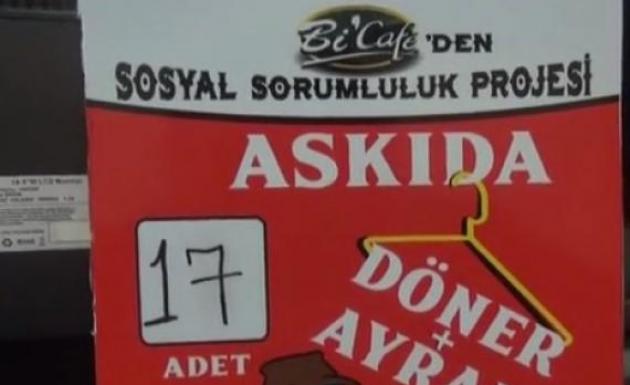 Bi'Cafe 'DEN
SOSYAL SORUMLULUK PROJESİ
ASKIDA
17
ADET
DÖNER
+